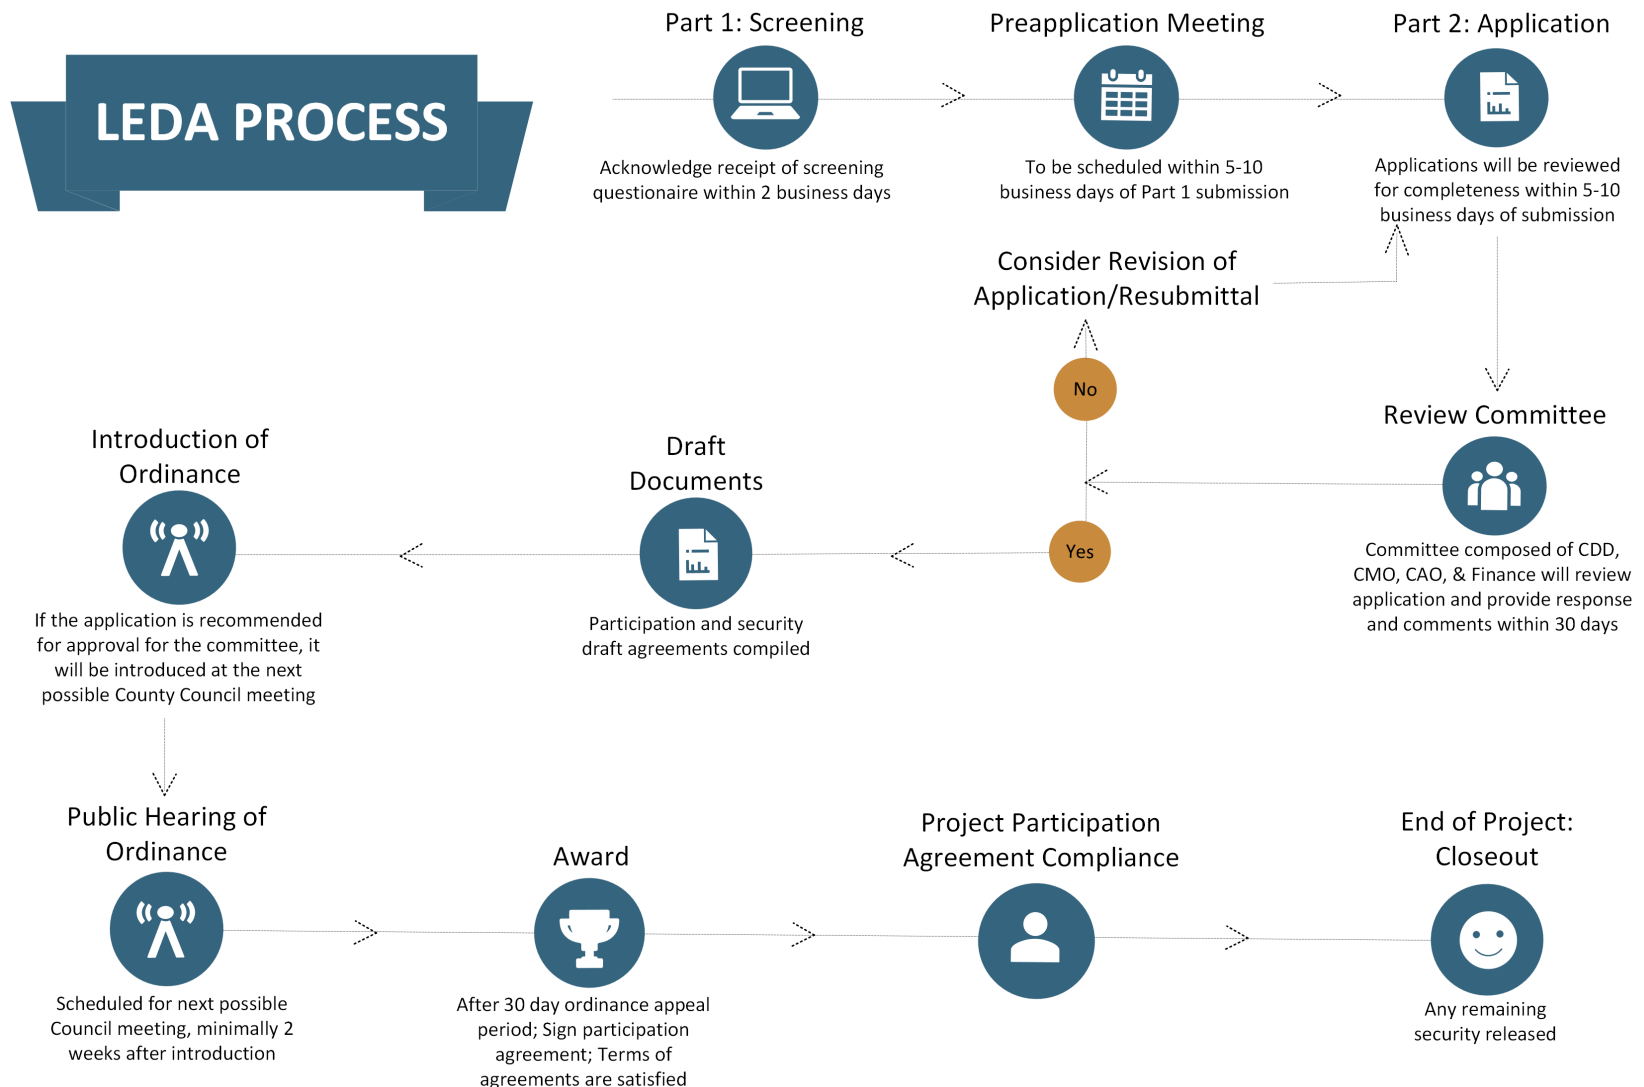 LEDA PROCESS
Part 1: Screening
Acknowledge receipt of screening
questionaire within 2 business days
Preapplication Meeting
To be scheduled within 5-10
business days of Part 1 submission
Part 2: Application
Applications will be reviewed
for completeness within 5-10
business days of submission
Consider Revision of
Application/Resubmittal
No
Yes
Review Committee
Committee composed of CDD,
CMO, CAO, & Finance will review
application and provide response
and comments within 30 days
Draft
Documents
Participation and security
draft agreements compiled
Introduction of
Ordinance
If the application is recommended
for approval for the committee, it
will be introduced at the next
possible County Council meeting
Public Hearing of
Ordinance
Scheduled for next possible
Council meeting, minimally 2
weeks after introduction
Award
After 30 day ordinance appeal
period; Sign participation
agreement; Terms of
agreements are satisfied
Project Participation
Agreement Compliance
End of Project:
Closeout
Any remaining
security released